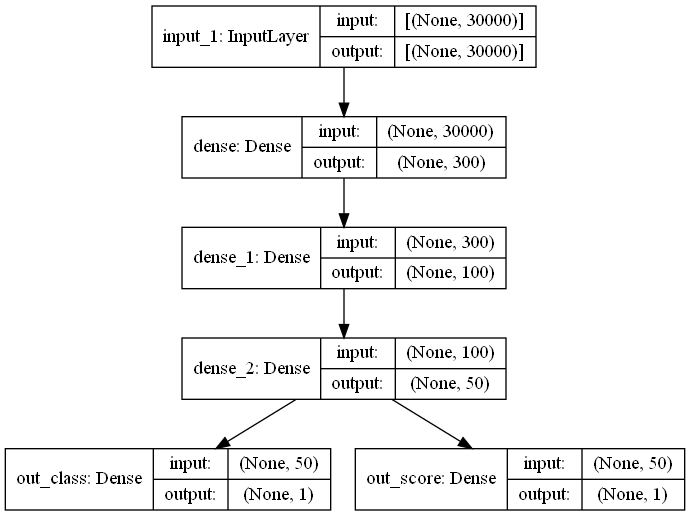 input_1: InputLayer
input: [(None, 30000)]
output: [(None, 30000)]
dense: Dense
input: (None, 30000)
output: (None, 300)
dense_1: Dense
input: (None, 300)
output: (None, 100)
dense_2: Dense
input: (None, 100)
output: (None, 50)
out_class: Dense
input: (None, 50)
output: (None, 1)
out_score: Dense
input: (None, 50)
output: (None, 1)